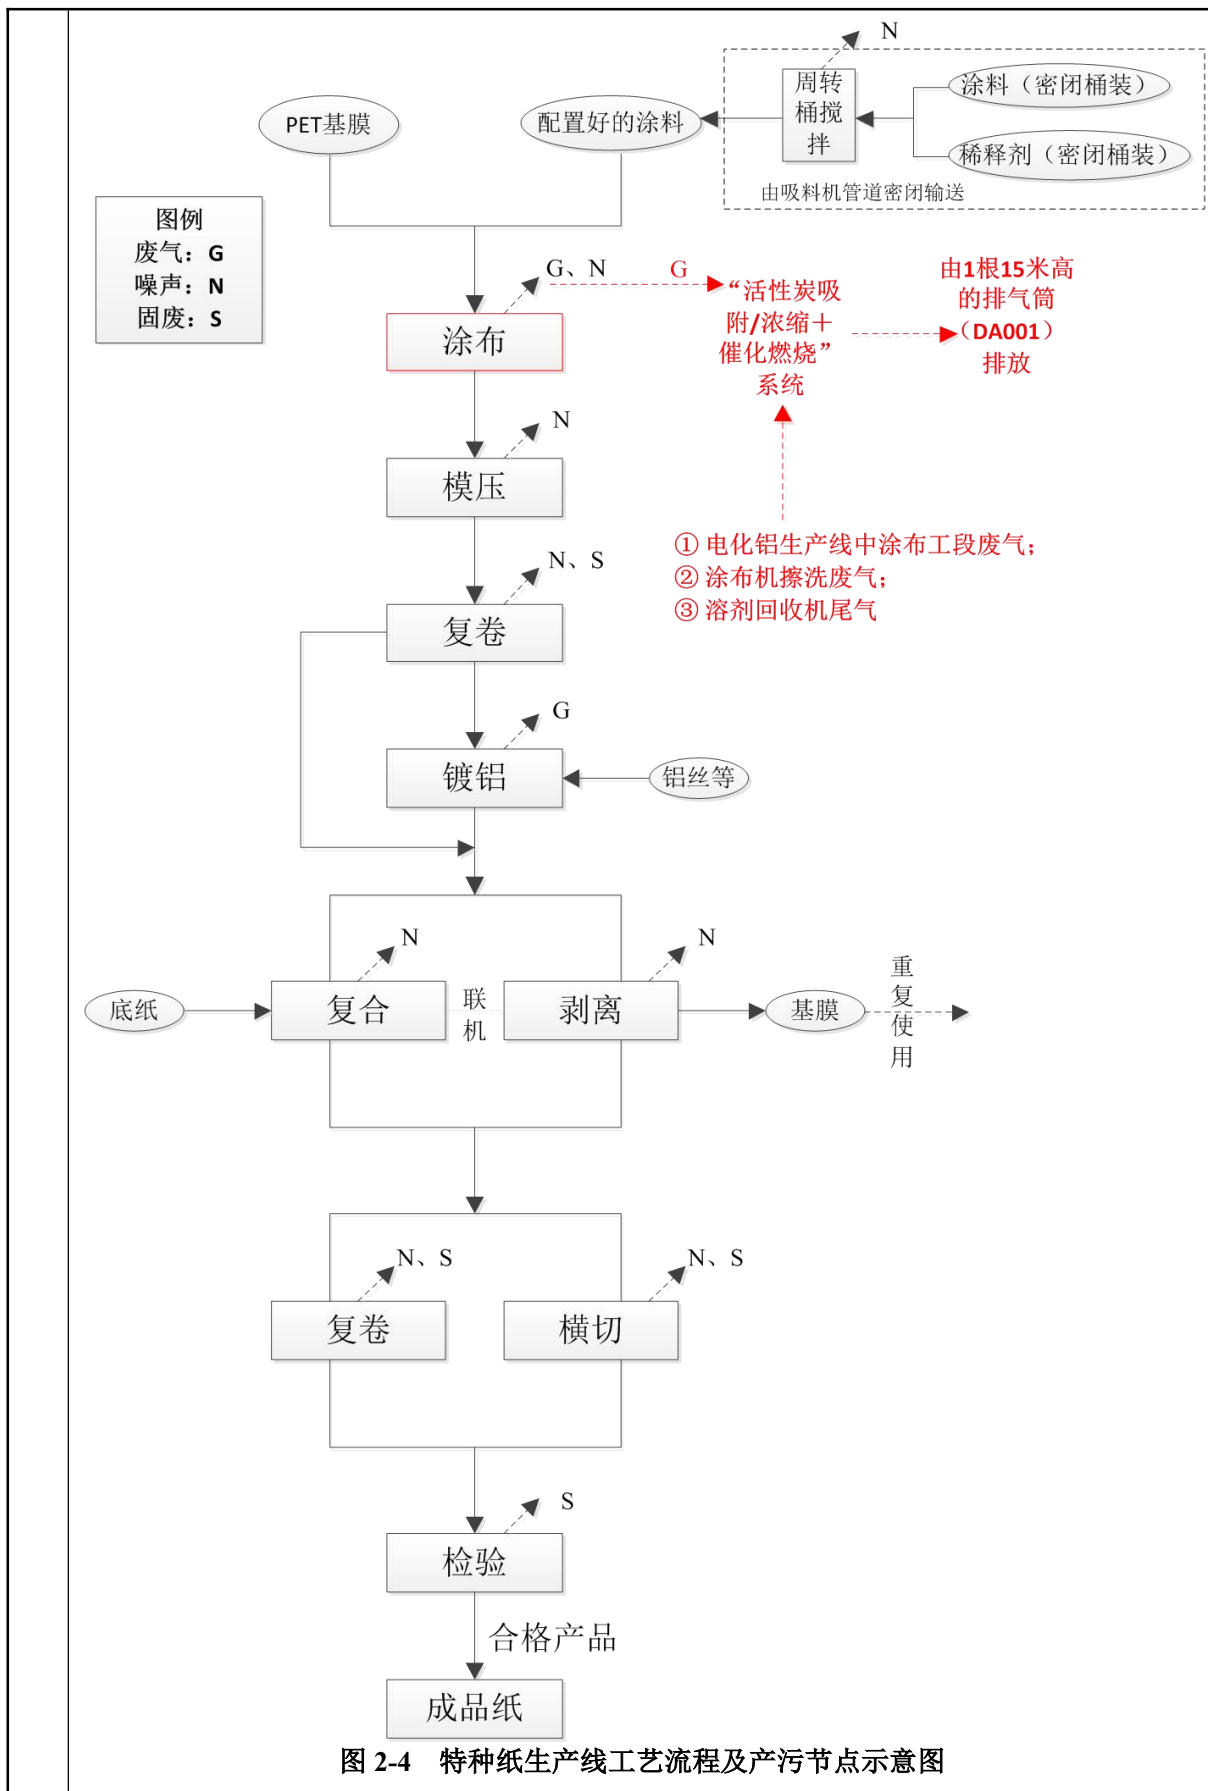 N
周转
桶搅
拌
涂料（密闭桶装）
稀释剂（密闭桶装）
由吸料机管道密闭输送
PET基膜
配置好的涂料
图例
废气：G
噪声：N
固废：S
G、N
G
“活性炭吸
附/浓缩＋
催化燃烧”
系统
由1根15米高
的排气筒
（DA001）
排放
涂布
N
模压
① 电化铝生产线中涂布工段废气；
② 涂布机擦洗废气；
③ 溶剂回收机尾气
N、S
复卷
G
镀铝
铝丝等
N
N
底纸
复合
联
机
剥离
基膜
重
复
使
用
N、S
N、S
复卷
横切
S
检验
合格产品
成品纸
图 2-4 特种纸生产线工艺流程及产污节点示意图